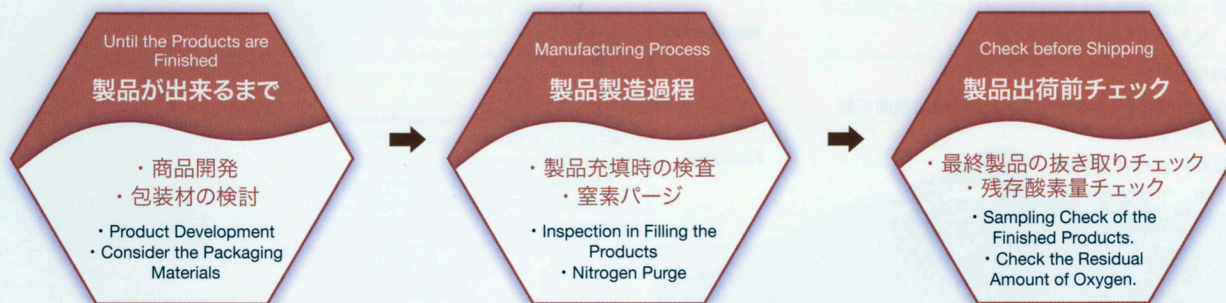 Until the Products are
Finished
製品が出来るまで
・商品開発
・包装材の検討
• Product Development
• Consider the Packaging
Materials
Manufacturing Process
製品製造過程
・製品充填時の検査
・窒素パージ
• Inspection in Filling the
Products
• Nitrogen Purge
Check before Shipping
製品出荷前チェック
・最終製品の抜き取りチェック
・残存酸素量チェック
• Sampling Check of the
Finished Products.
• Check the Residual
Amount of Oxygen.